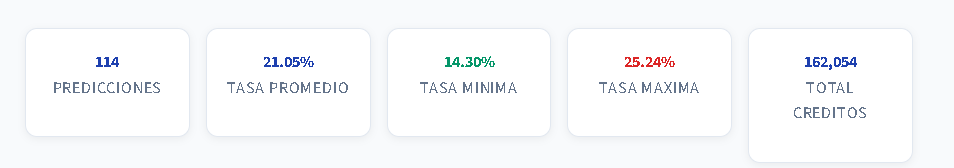 114
PREDICCIONES
21.05%
TASA PROMEDIO
14.30%
TASA MINIMA
25.24%
TASA MAXIMA
162,054
TOTAL
CREDITOS